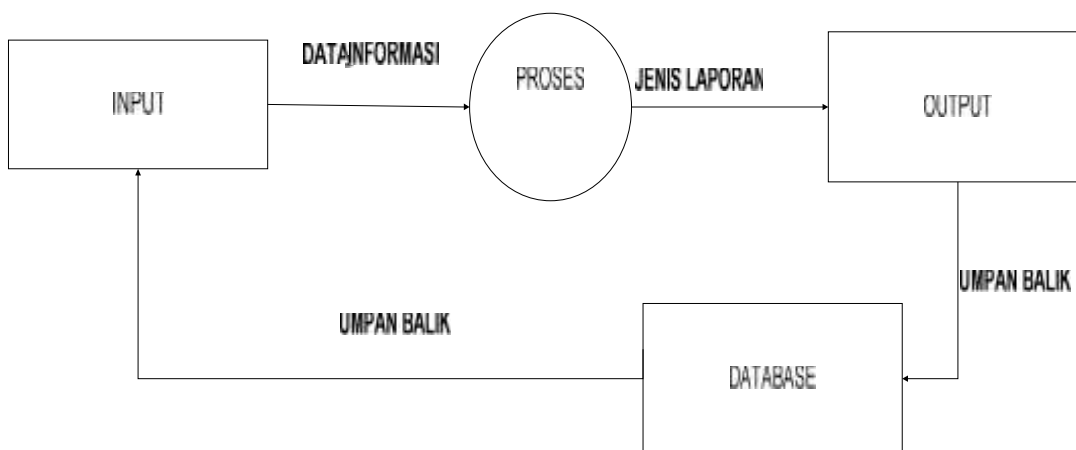 DATA,INFORMASI
INPUT
PROSES
JENIS LAPORAN
OUTPUT
UMPAN BALIK
UMPAN BALIK
DATABASE